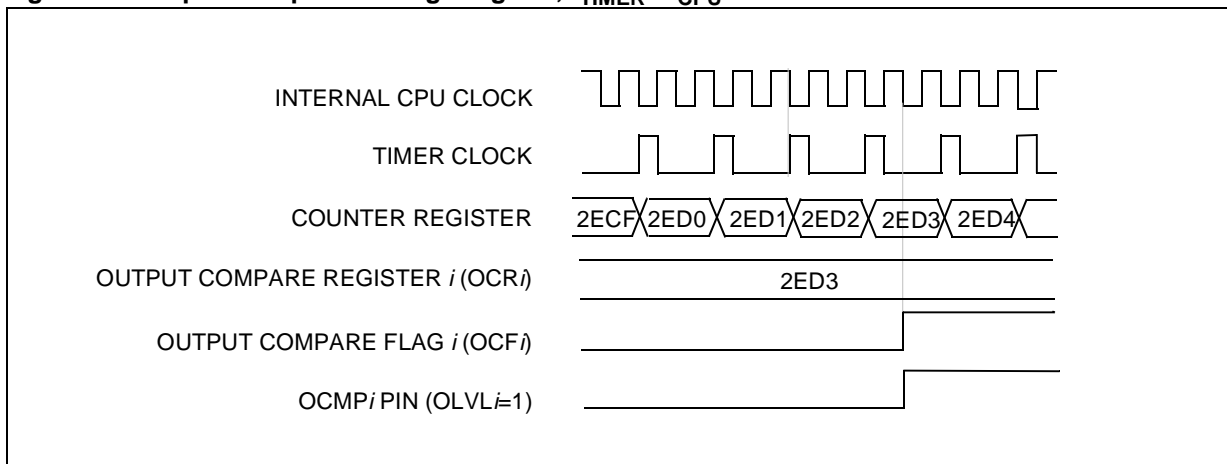 TIMER
INTERNAL CPU CLOCK
TIMER CLOCK
COUNTER REGISTER 2ECF 2ED0 2ED1 2ED2 2ED3 2ED4
OUTPUT COMPARE REGISTER i (OCRi) 2ED3
OUTPUT COMPARE FLAG i (OCFi)
OCMPi PIN (OLVLi=1)